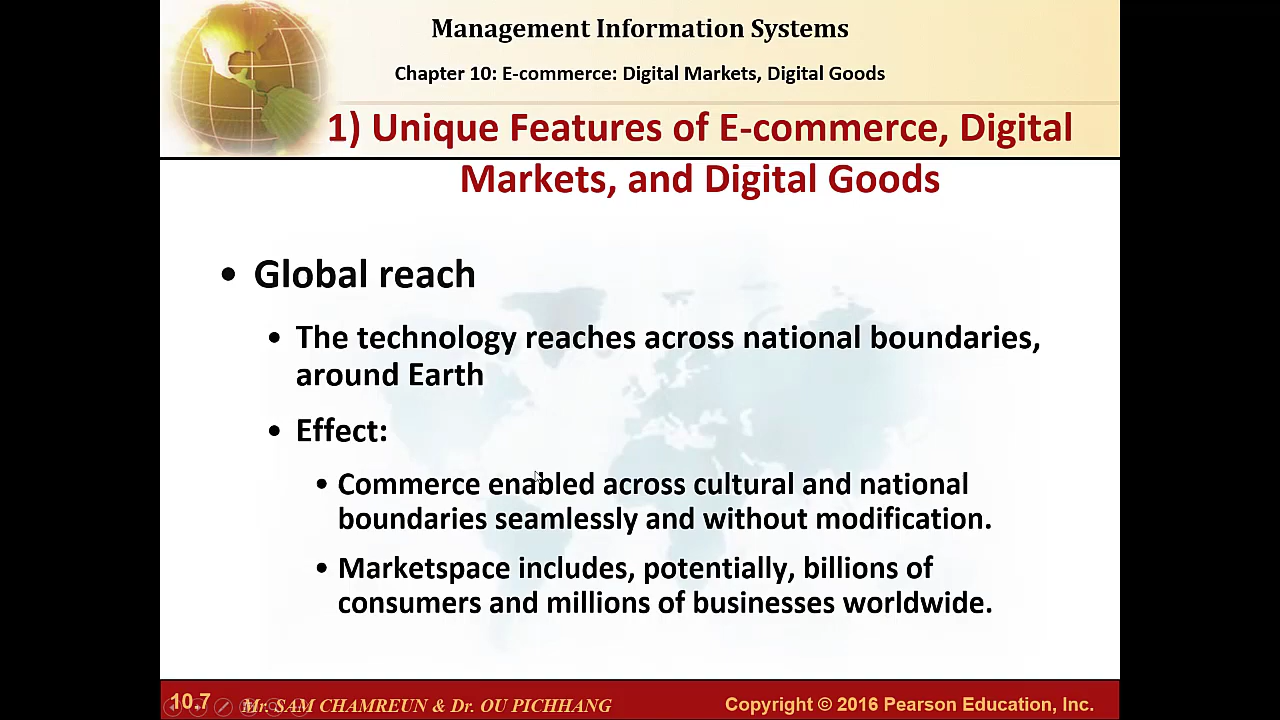 Management Information Systems
Chapter 10: E-commerce: Digital Markets, Digital Goods
1) Unique Features of E-commerce, Digital
Markets, and Digital Goods
• Global reach
• The technology reaches across national boundaries,
around Earth
• Effect:
• Commerce enabled across cultural and national
boundaries seamlessly and without modification.
• Marketspace includes, potentially, billions of
consumers and millions of businesses worldwide.
10.7 Mr. SAM CHAMREUN & Dr. OU PICHHANG Copyright © 2016 Pearson Education, Inc.